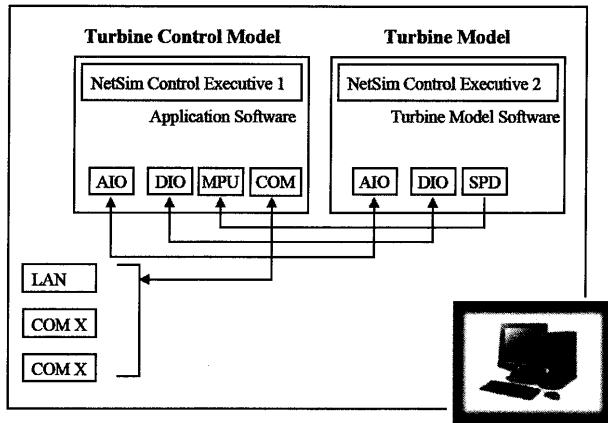 Turbine Control Model
Turbine Model
NetSim Control Executive 1
NetSim Control Executive 2
Application Software
Turbine Model Software
AIO DIO MPU COM
AIO DIO SPD
LAN
COM X
COM X